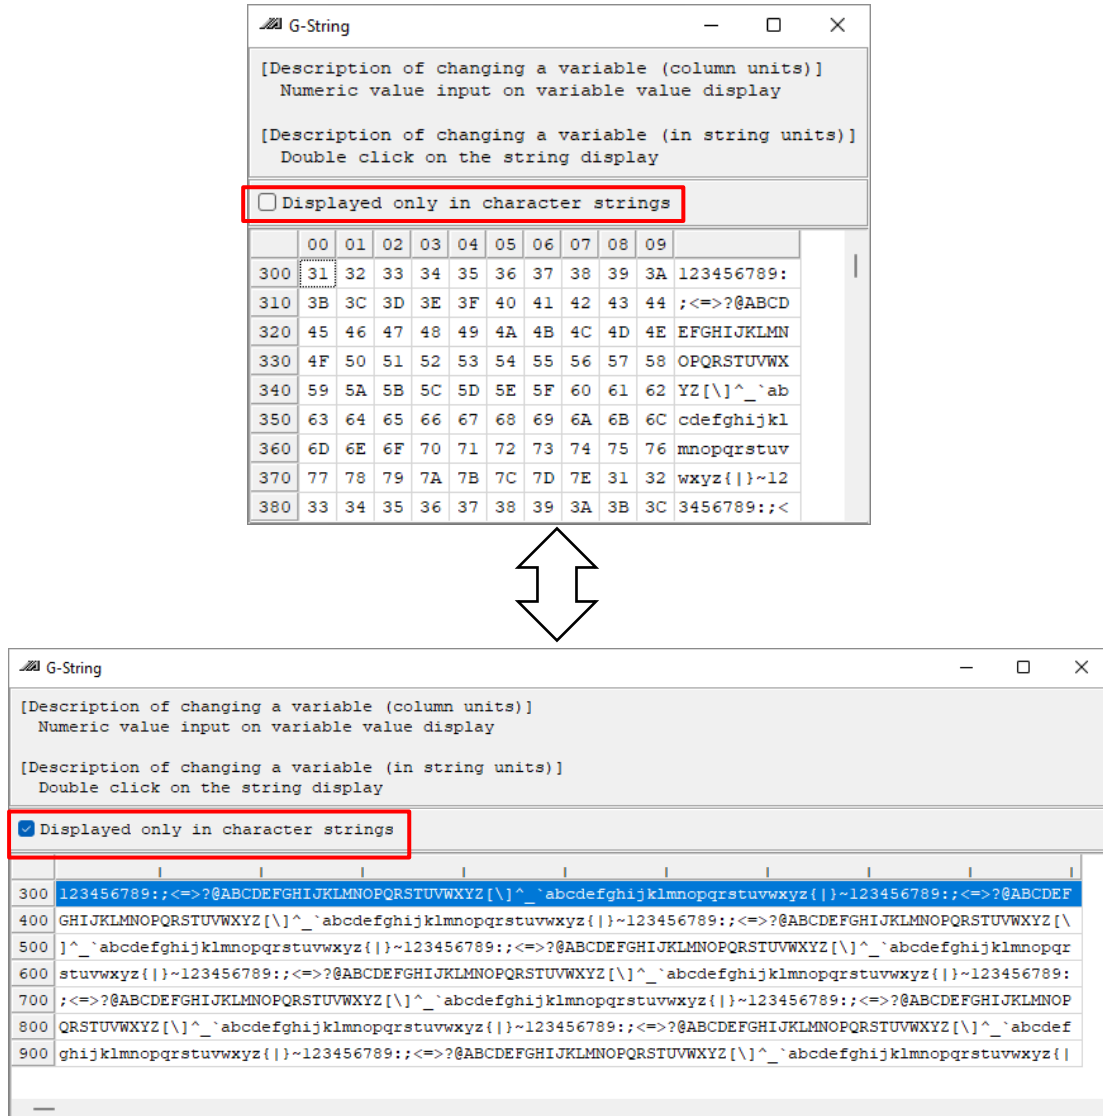 G-String
[Description of changing a variable (column units)]
Numeric value input on variable value display
[Description of changing a variable (in string units)]
Double click on the string display
Displayed only in character strings
00 01 02 03 04 05 06 07 08 09
300 31 32 33 34 35 36 37 38 39 3A 123456789:
310 3B 3C 3D 3E 3F 40 41 42 43 44 ;<=>?@ABCD
320 45 46 47 48 49 4A 4B 4C 4D 4E EFGHIJKLMN
330 4F 50 51 52 53 54 55 56 57 58 OPQRSTUVWX
340 59 5A 5B 5C 5D 5E 5F 60 61 62 YZ[\]^_`ab
350 63 64 65 66 67 68 69 6A 6B 6C cdefghijkl
360 6D 6E 6F 70 71 72 73 74 75 76 mnopqrstuv
370 77 78 79 7A 7B 7C 7D 7E 31 32 wxyz{|}~12
380 33 34 35 36 37 38 39 3A 3B 3C 3456789:;<
G-String
[Description of changing a variable (column units)]
Numeric value input on variable value display
[Description of changing a variable (in string units)]
Double click on the string display
Displayed only in character strings
300 123456789:;<=>?@ABCDEFGHIJKLMNOPQRSTUVWXYZ[\]^_`abcdefghijklmnopqrstuvwxyz{|}~123456789:;<=>?@ABCDEF
400 GHIJKLMNOPQRSTUVWXYZ[\]^_`abcdefghijklmnopqrstuvwxyz{|}~123456789:;<=>?@ABCDEFGHIJKLMNOPQRSTUVWXYZ[\
500 ]^_`abcdefghijklmnopqrstuvwxyz{|}~123456789:;<=>?@ABCDEFGHIJKLMNOPQRSTUVWXYZ[\]^_`abcdefghijklmnopqr
600 stuvwxyz{|}~123456789:;<=>?@ABCDEFGHIJKLMNOPQRSTUVWXYZ[\]^_`abcdefghijklmnopqrstuvwxyz{|}~123456789:
700 ;<=>?@ABCDEFGHIJKLMNOPQRSTUVWXYZ[\]^_`abcdefghijklmnopqrstuvwxyz{|}~123456789:;<=>?@ABCDEFGHIJKLMNOP
800 QRSTUVWXYZ[\]^_`abcdefghijklmnopqrstuvwxyz{|}~123456789:;<=>?@ABCDEFGHIJKLMNOPQRSTUVWXYZ[\]^_`abcdef
900 ghijklmnopqrstuvwxyz{|}~123456789:;<=>?@ABCDEFGHIJKLMNOPQRSTUVWXYZ[\]^_`abcdefghijklmnopqrstuvwxyz{|